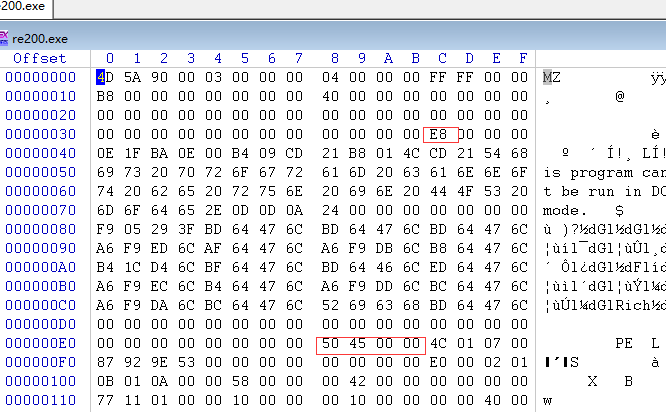 re200.exe
re200.exe
Offset 0 1 2 3 4 5 6 7 8 9 A B C D E F
00000000 4D 5A 90 00 03 00 00 00 04 00 00 00 FF FF 00 00 MZ ÿÿ
00000010 B8 00 00 00 00 00 00 00 40 00 00 00 00 00 00 00 ¸ @
00000020 00 00 00 00 00 00 00 00 00 00 00 00 00 00 00 00
00000030 00 00 00 00 00 00 00 00 00 00 00 00 E8 00 00 00 è
00000040 0E 1F BA 0E 00 B4 09 CD 21 B8 01 4C CD 21 54 68 º ´ Í!¸ LÍ!
00000050 69 73 20 70 72 6F 67 72 61 6D 20 63 61 6E 6E 6F is program can
00000060 74 20 62 65 20 72 75 6E 20 69 6E 20 44 4F 53 20 t be run in DO
00000070 6D 6F 64 65 2E 0D 0D 0A 24 00 00 00 00 00 00 00 mode. $
00000080 F9 05 29 3F BD 64 47 6C BD 64 47 6C BD 64 47 6C ù )?½dGl½dGl½
00000090 A6 F9 ED 6C AF 64 47 6C A6 F9 DB 6C B8 64 47 6C ¦ùíl¯dGl¦ùÛl¸d
000000A0 B4 1C D4 6C BF 64 47 6C BD 64 46 6C ED 64 47 6C ´ Ôl¿dGl½dFlíd
000000B0 A6 F9 EC 6C B4 64 47 6C A6 F9 DD 6C BC 64 47 6C ¦ùìl´dGl¦ùÝl¼d
000000C0 A6 F9 DA 6C BC 64 47 6C 52 69 63 68 BD 64 47 6C ¦ùÚl¼dGlRich½
000000D0 00 00 00 00 00 00 00 00 00 00 00 00 00 00 00 00
000000E0 00 00 00 00 00 00 00 00 50 45 00 00 4C 01 07 00 PE L
000000F0 87 92 9E 53 00 00 00 00 00 00 00 00 E0 00 02 01 S à
00000100 0B 01 0A 00 00 58 00 00 00 42 00 00 00 00 00 00 X B
00000110 77 11 01 00 00 10 00 00 00 10 00 00 00 00 40 00 w